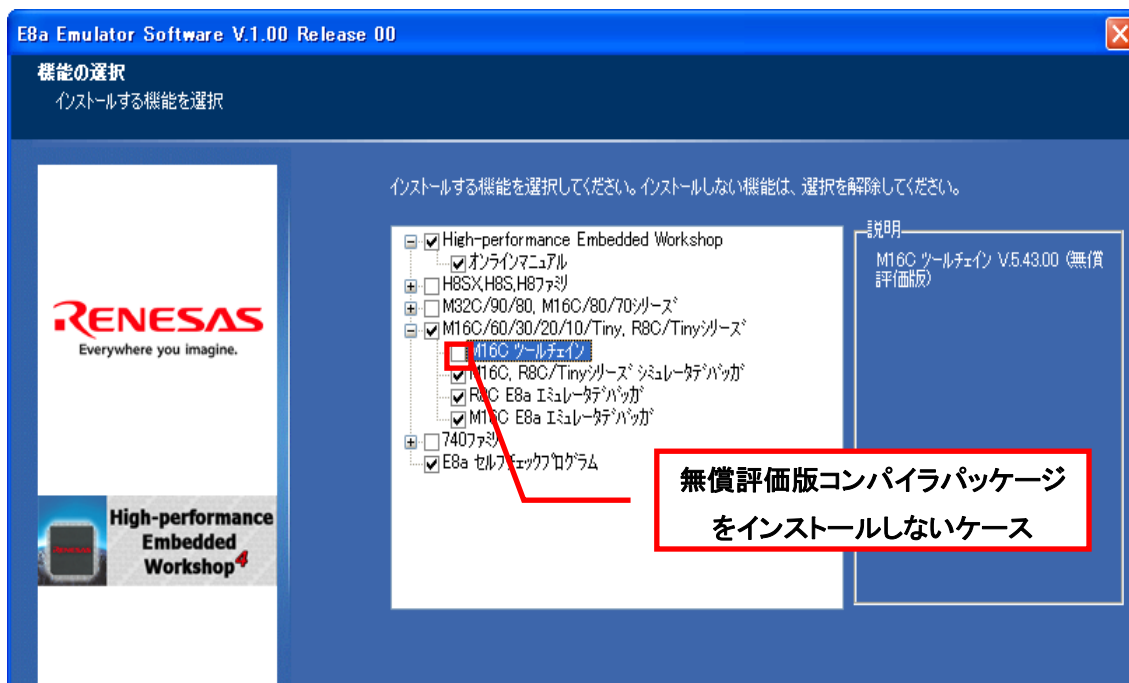 E8a Emulator Software V.1.00 Release 00
機能の選択
インストールする機能を選択
インストールする機能を選択してください。インストールしない機能は、選択を解除してください。
High-performance Embedded Workshop
オンラインマニュアル
H8SX,H8S,H8ファミリ
M32C/90/80, M16C/80/70シリーズ
M16C/60/30/20/10/Tiny, R8C/Tinyシリーズ
M16C ツールチェイン
M16C, R8C/Tinyシリーズ シミュレータデバッガ
R8C E8a エミュレータデバッガ
M16C E8a エミュレータデバッガ
740ファミリ
E8a セルフチェックプログラム
説明
M16C ツールチェイン V.5.43.00 (無償
評価版)
RENESAS
Everywhere you imagine.
High-performance
Embedded
Workshop4
無償評価版コンパイラパッケージ
をインストールしないケース